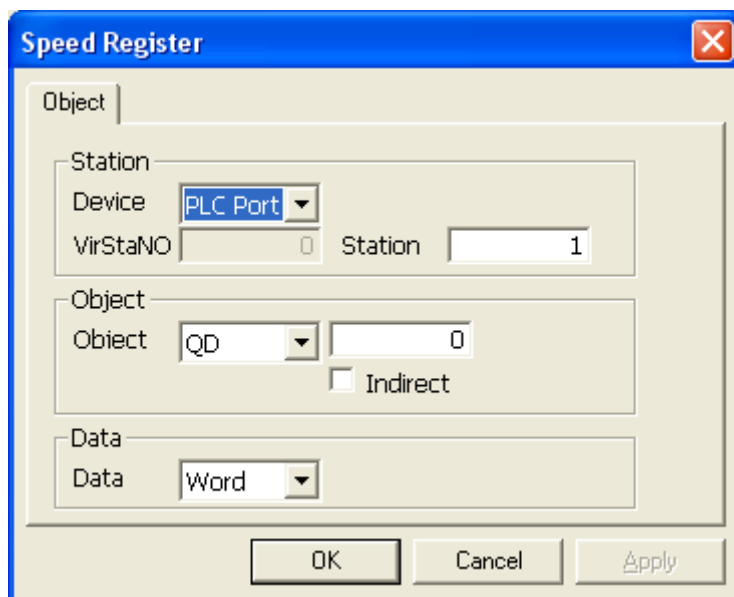 Speed Register
Object
Station
Device PLC Port
VirStaNO 0 Station 1
Object
Obiect QD 0
Indirect
Data
Data Word
OK Cancel Apply